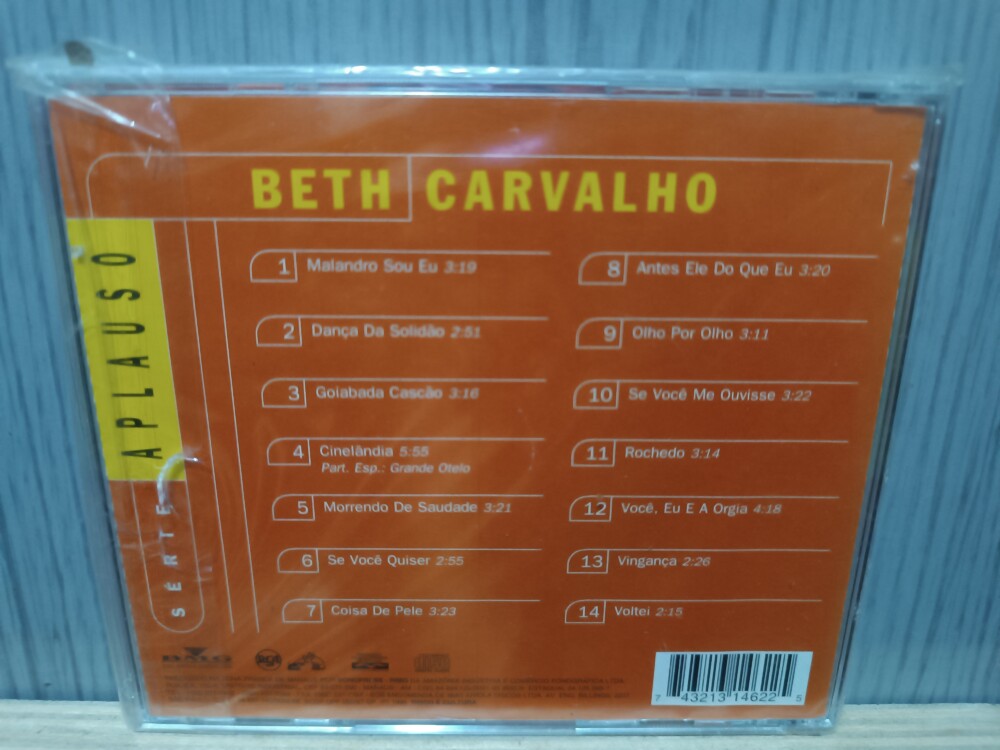 BETH CARVALHO
SÉRIE APLAUSO
1 Malandro Sou Eu 3:19
2 Dança Da Solidão 2:51
3 Goiabada Cascão 3:16
4 Cinelândia 5:55
Part. Esp.: Grande Otelo
5 Morrendo De Saudade 3:21
6 Se Você Quiser 2:55
7 Coisa De Pele 3:23
8 Antes Ele Do Que Eu 3:20
9 Olho Por Olho 3:11
10 Se Você Me Ouvisse 3:22
11 Rochedo 3:14
12 Você, Eu E A Orgia 4:18
13 Vingança 2:26
14 Voltei 2:15
BMG
7 43213 14622 5